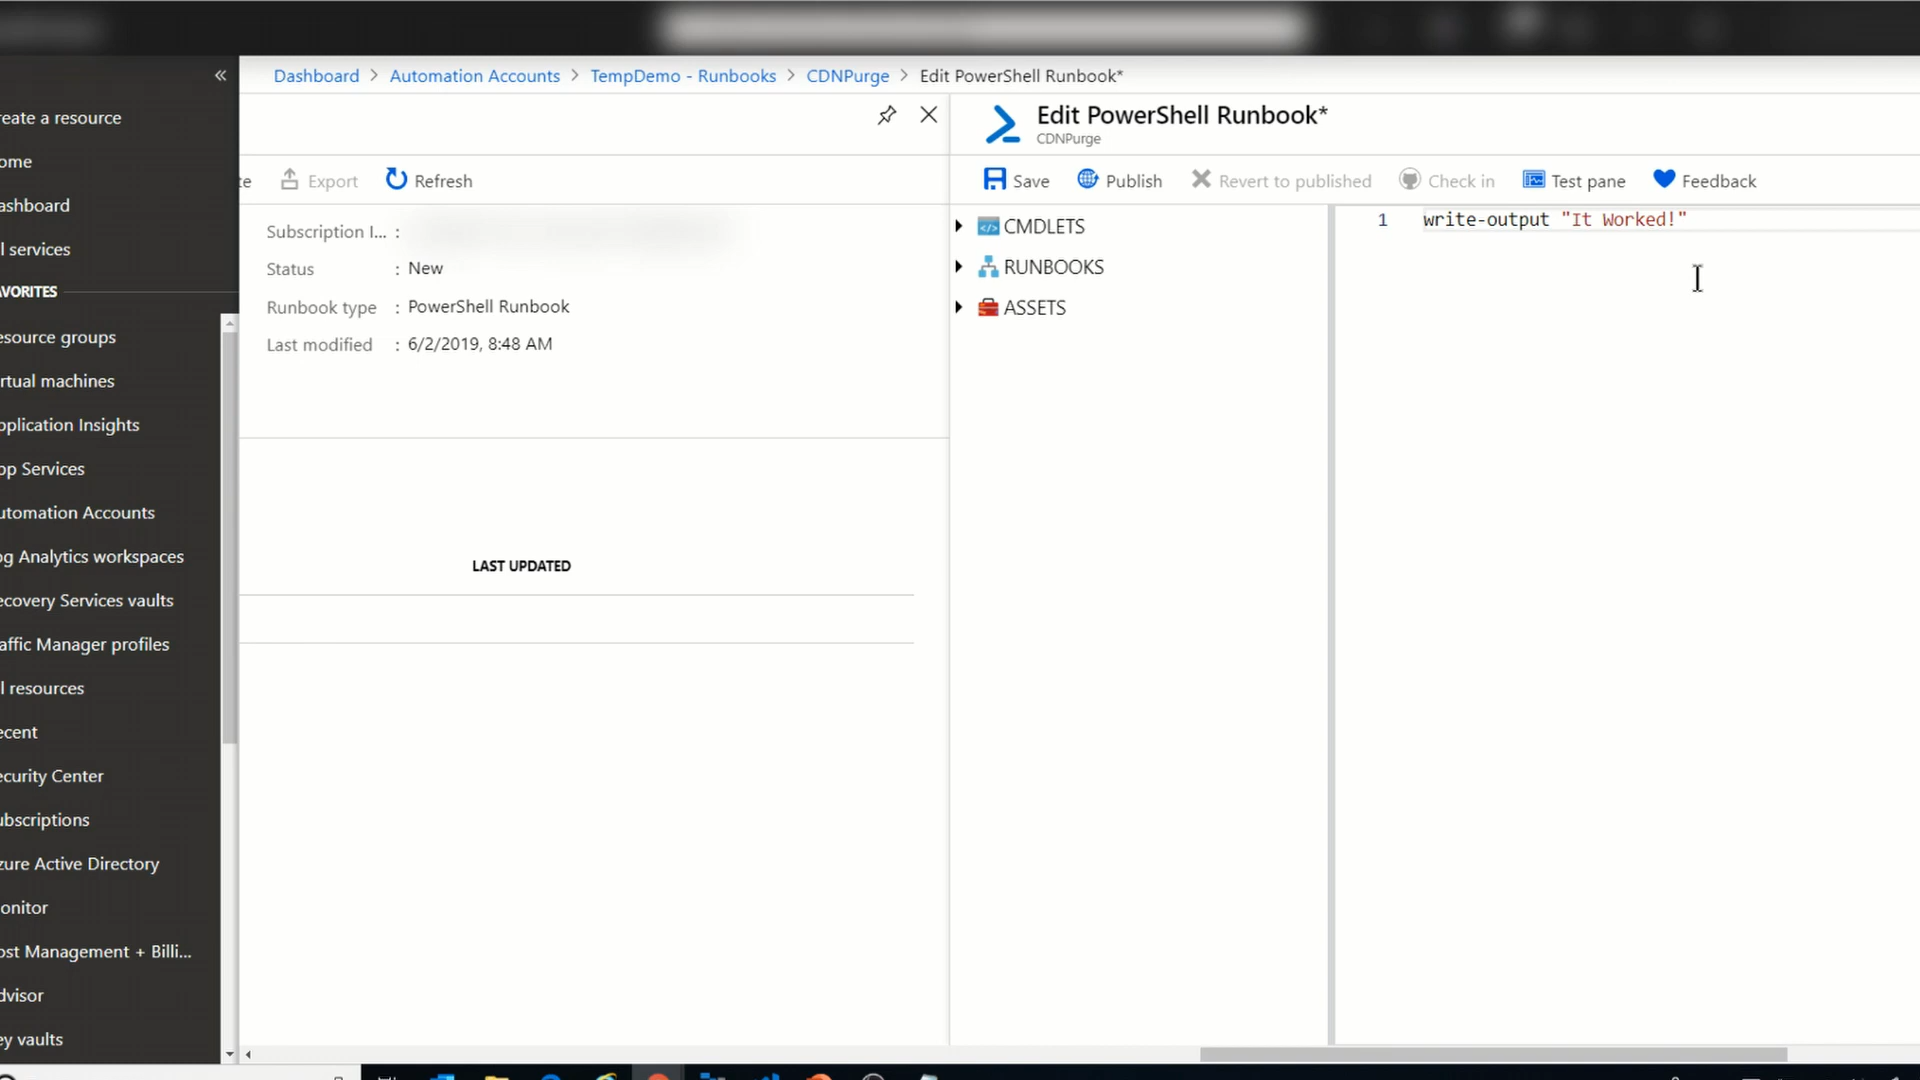 Dashboard > Automation Accounts > TempDemo - Runbooks > CDNPurge > Edit PowerShell Runbook*
eate a resource
ome
ashboard
l services
AVORITES
esource groups
rtual machines
pplication Insights
pp Services
utomation Accounts
og Analytics workspaces
ecovery Services vaults
affic Manager profiles
l resources
ecent
ecurity Center
ubscriptions
zure Active Directory
onitor
ost Management + Billi...
dvisor
ey vaults
te Export Refresh
Subscription I... :
Status : New
Runbook type : PowerShell Runbook
Last modified : 6/2/2019, 8:48 AM
LAST UPDATED
Edit PowerShell Runbook*
CDNPurge
Save Publish Revert to published Check in Test pane Feedback
CMDLETS
RUNBOOKS
ASSETS
1 write-output "It Worked!"